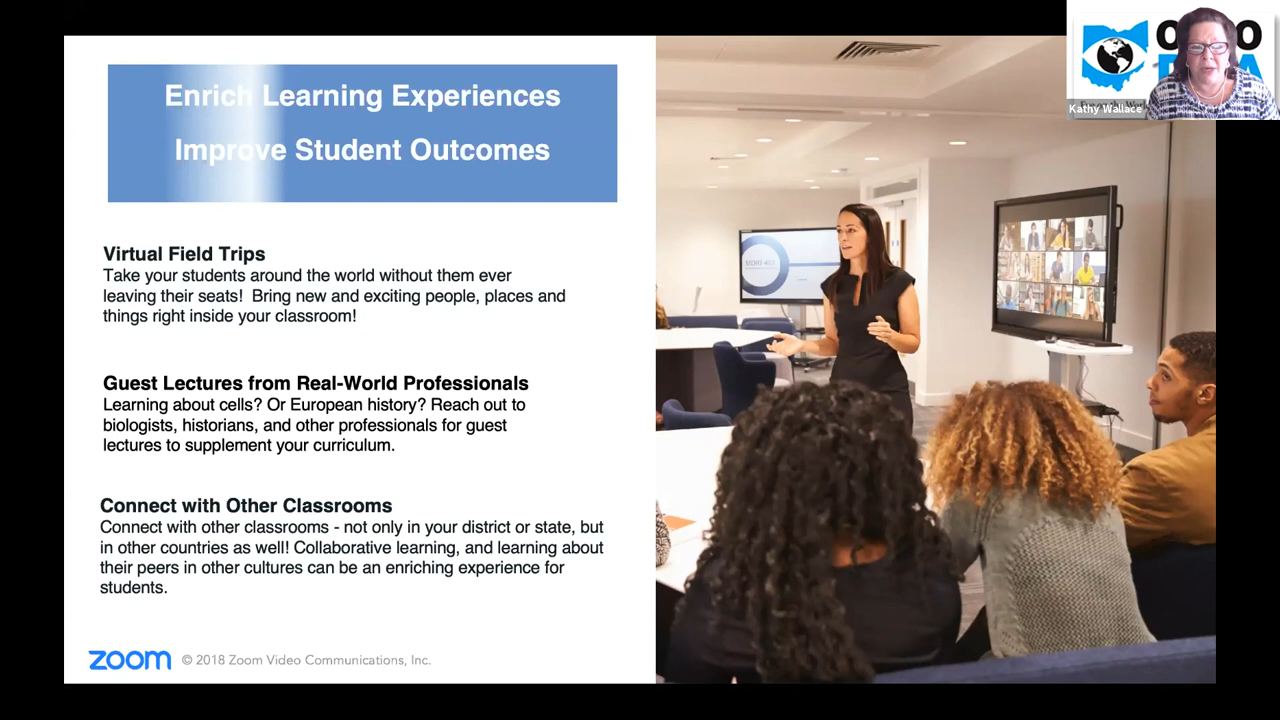 Enrich Learning Experiences
Improve Student Outcomes
Virtual Field Trips
Take your students around the world without them ever
leaving their seats!  Bring new and exciting people, places and
things right inside your classroom!
Guest Lectures from Real-World Professionals
Learning about cells? Or European history? Reach out to
biologists, historians, and other professionals for guest
lectures to supplement your curriculum.
Connect with Other Classrooms
Connect with other classrooms - not only in your district or state, but
in other countries as well! Collaborative learning, and learning about
their peers in other cultures can be an enriching experience for
students.
zoom © 2018 Zoom Video Communications, Inc.
Kathy Wallace